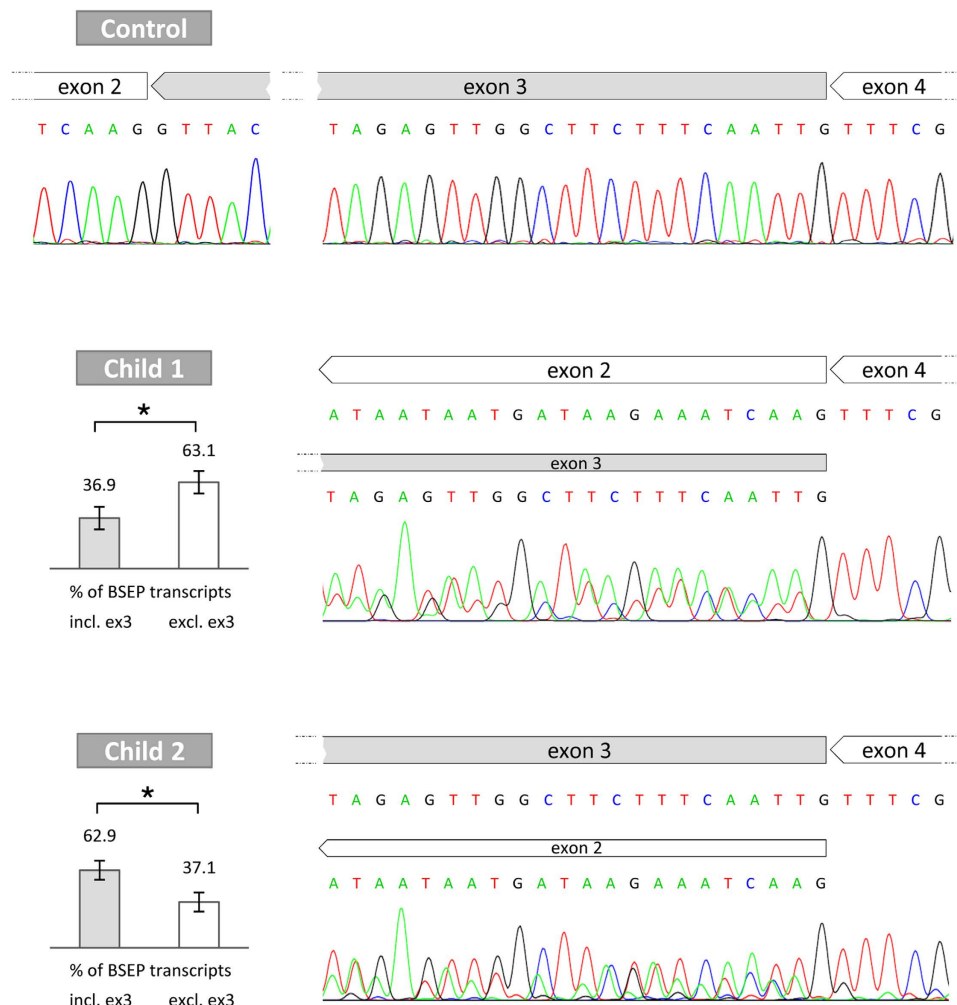 Control
exon 2
exon 3
exon 4
T C A A G G T T A C
T A G A G T T G G C T T C T T T C A A T T G T T T C G
Child 1
*
36.9
63.1
% of BSEP transcripts
incl. ex3
excl. ex3
exon 2
exon 4
A T A A T A A T G A T A A G A A A T C A A G T T T C G
exon 3
T A G A G T T G G C T T C T T T C A A T T G
Child 2
*
62.9
37.1
% of BSEP transcripts
incl. ex3
excl. ex3
exon 3
exon 4
T A G A G T T G G C T T C T T T C A A T T G T T T C G
exon 2
A T A A T A A T G A T A A G A A A T C A A G